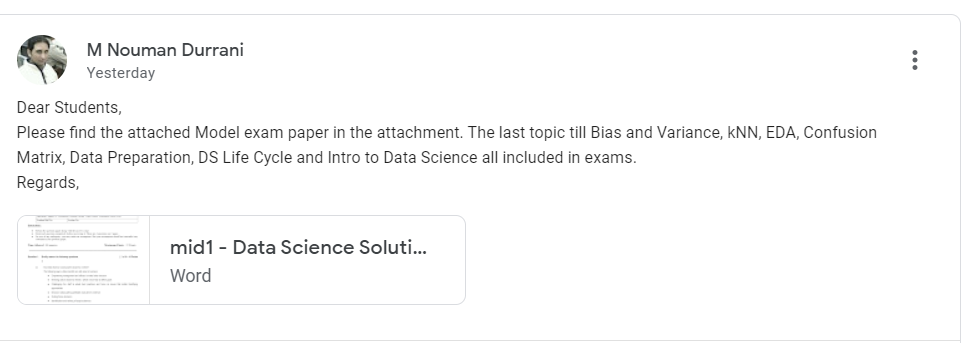 M Nouman Durrani
Yesterday
Dear Students,
Please find the attached Model exam paper in the attachment. The last topic till Bias and Variance, kNN, EDA, Confusion
Matrix, Data Preparation, DS Life Cycle and Intro to Data Science all included in exams.
Regards,
mid1 - Data Science Soluti...
Word